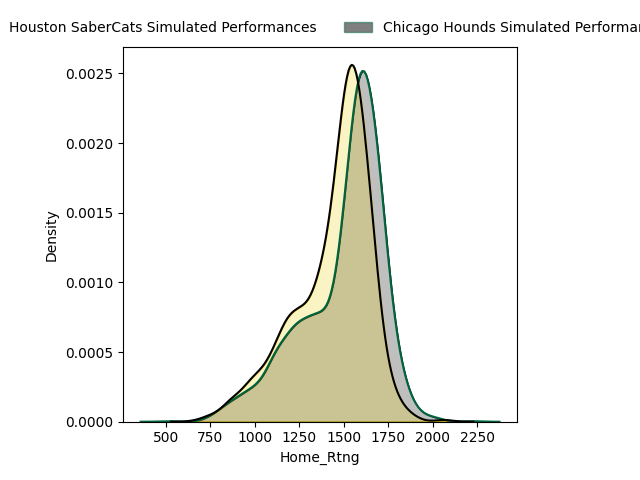 Houston SaberCats Simulated Performances Chicago Hounds Simulated Performan
0.0025
0.0020
0.0015
0.0010
0.0005
0.0000
Density
500 750 1000 1250 1500 1750 2000 2250
Home_Rtng